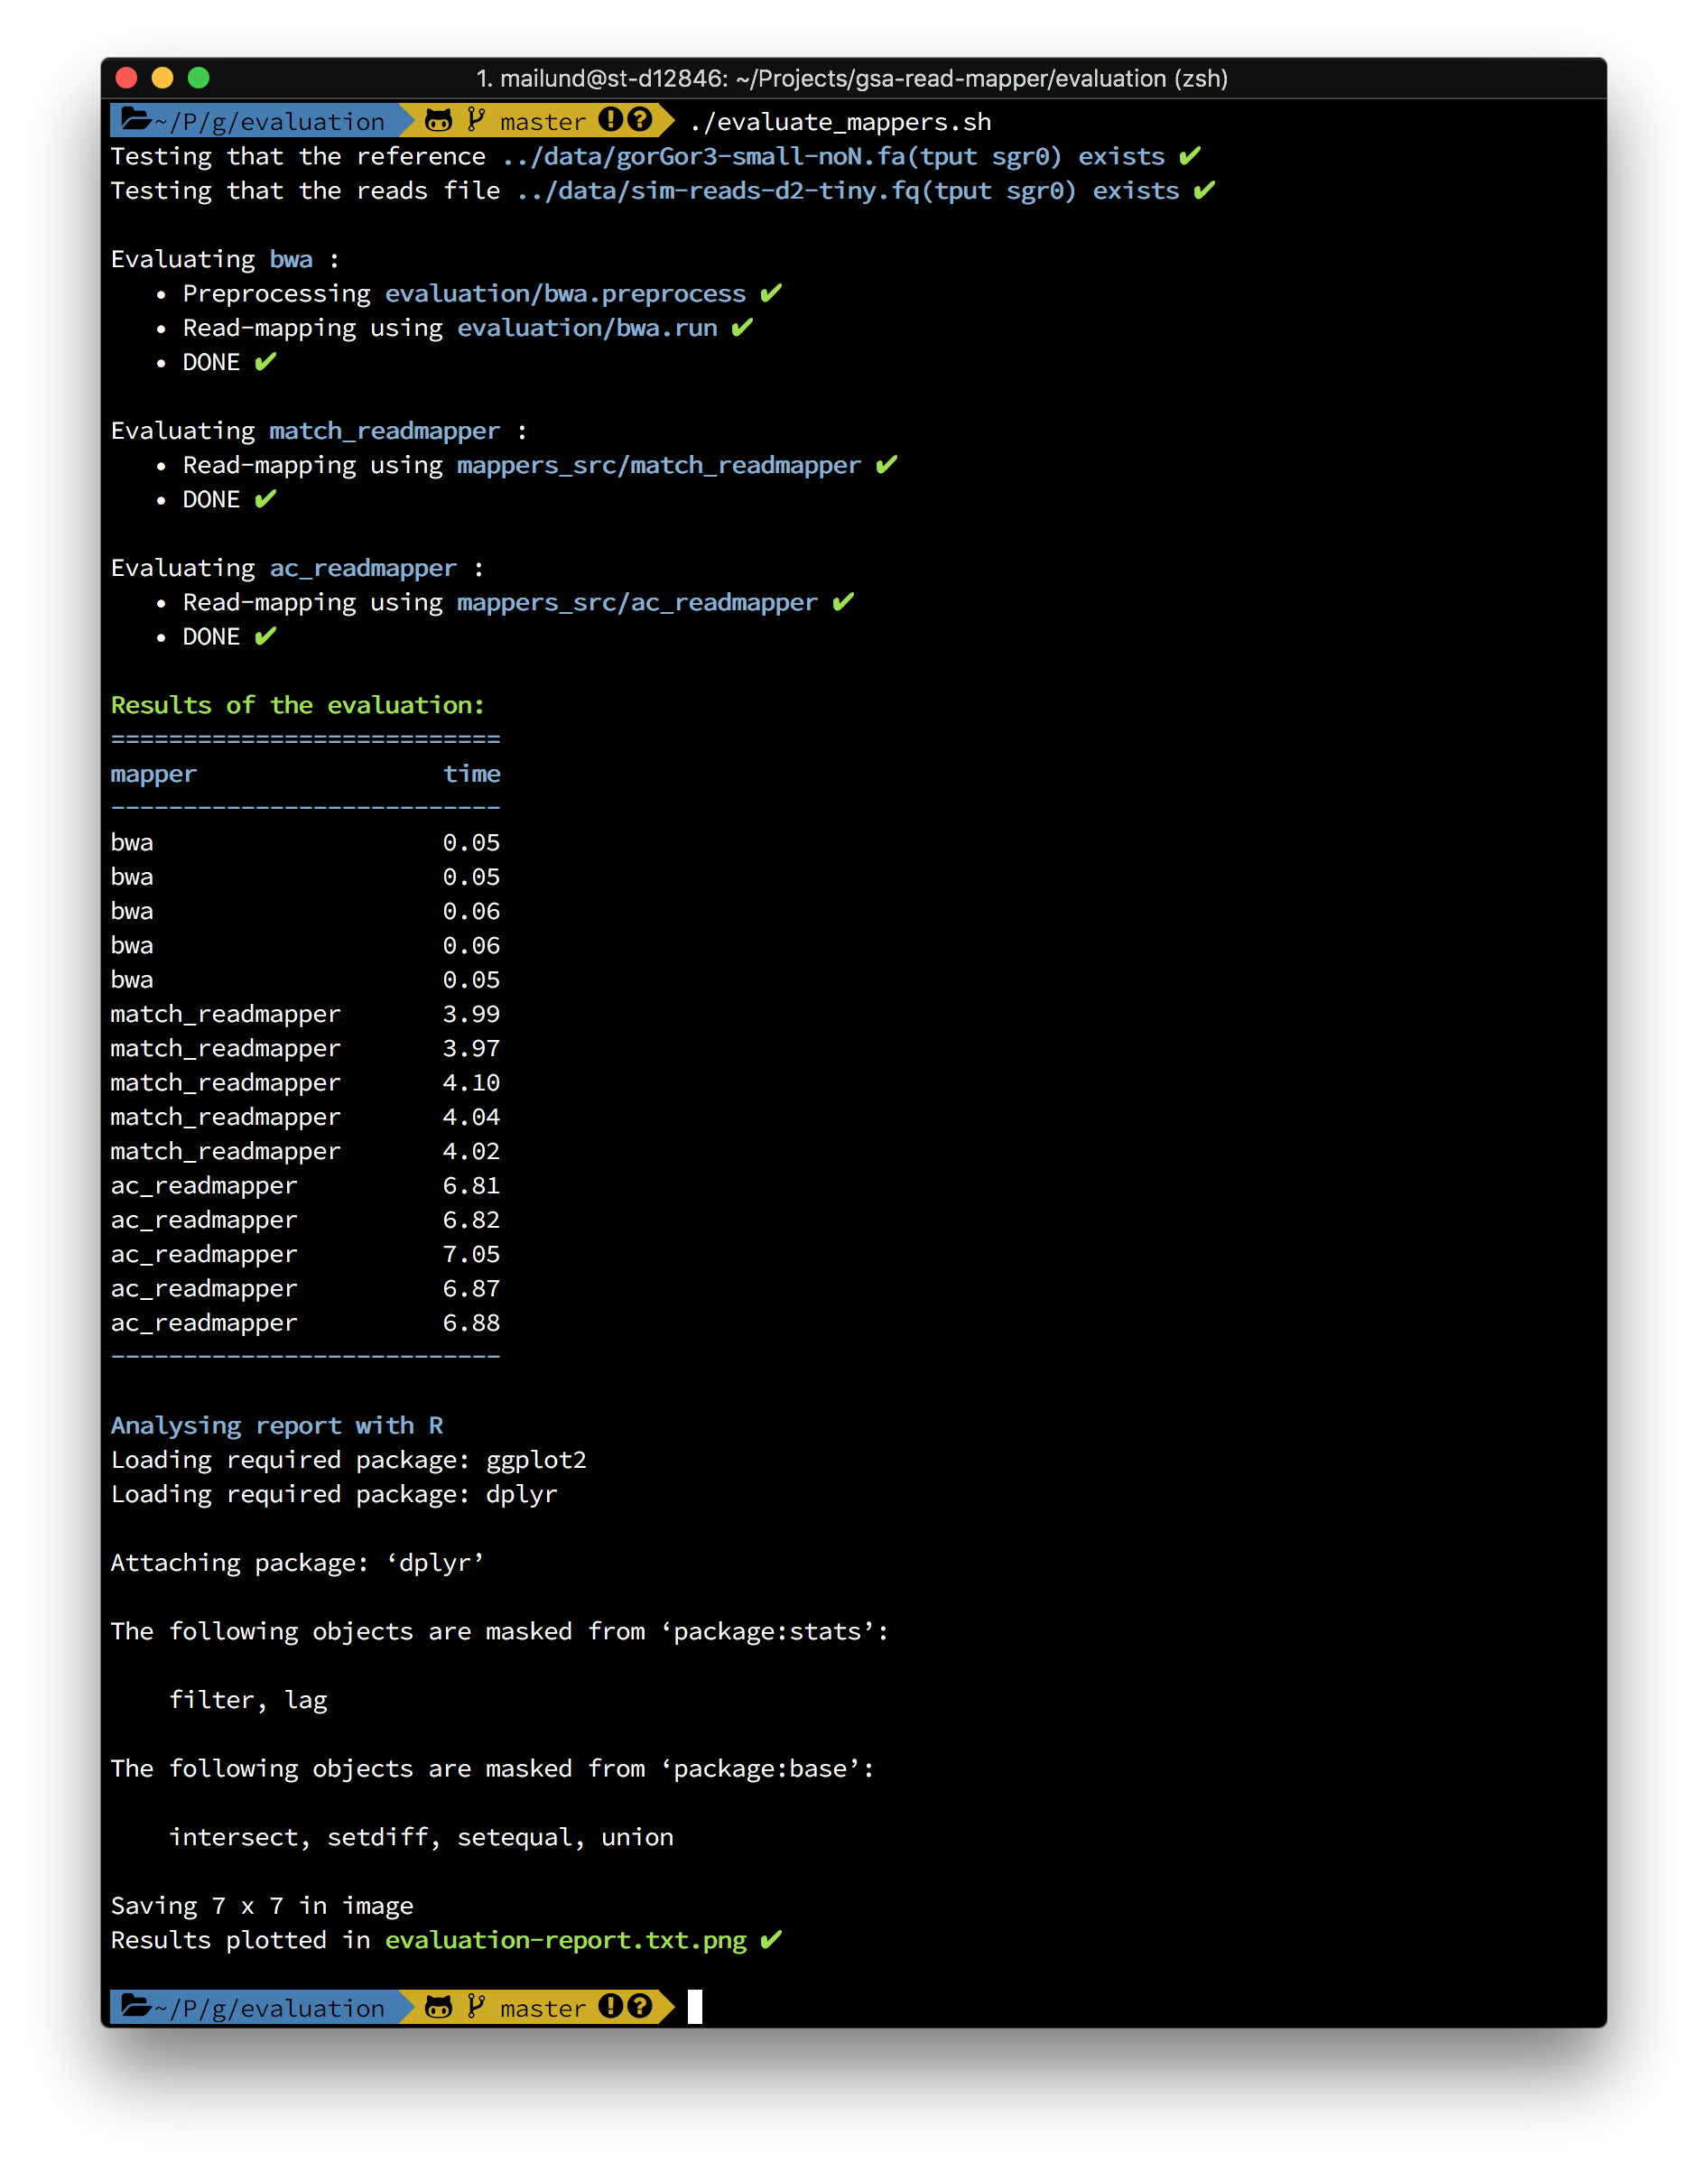 1. mailund@st-d12846: ~/Projects/gsa-read-mapper/evaluation (zsh)
~/P/g/evaluation master ./evaluate_mappers.sh
Testing that the reference ../data/gorGor3-small-noN.fa(tput sgr0) exists ✔
Testing that the reads file ../data/sim-reads-d2-tiny.fq(tput sgr0) exists ✔
Evaluating bwa :
• Preprocessing evaluation/bwa.preprocess ✔
• Read-mapping using evaluation/bwa.run ✔
• DONE ✔
Evaluating match_readmapper :
• Read-mapping using mappers_src/match_readmapper ✔
• DONE ✔
Evaluating ac_readmapper :
• Read-mapping using mappers_src/ac_readmapper ✔
• DONE ✔
Results of the evaluation:
===========================
mapper time
---------------------------
bwa 0.05
bwa 0.05
bwa 0.06
bwa 0.06
bwa 0.05
match_readmapper 3.99
match_readmapper 3.97
match_readmapper 4.10
match_readmapper 4.04
match_readmapper 4.02
ac_readmapper 6.81
ac_readmapper 6.82
ac_readmapper 7.05
ac_readmapper 6.87
ac_readmapper 6.88
---------------------------
Analysing report with R
Loading required package: ggplot2
Loading required package: dplyr
Attaching package: ‘dplyr’
The following objects are masked from ‘package:stats’:
filter, lag
The following objects are masked from ‘package:base’:
intersect, setdiff, setequal, union
Saving 7 x 7 in image
Results plotted in evaluation-report.txt.png ✔
~/P/g/evaluation master